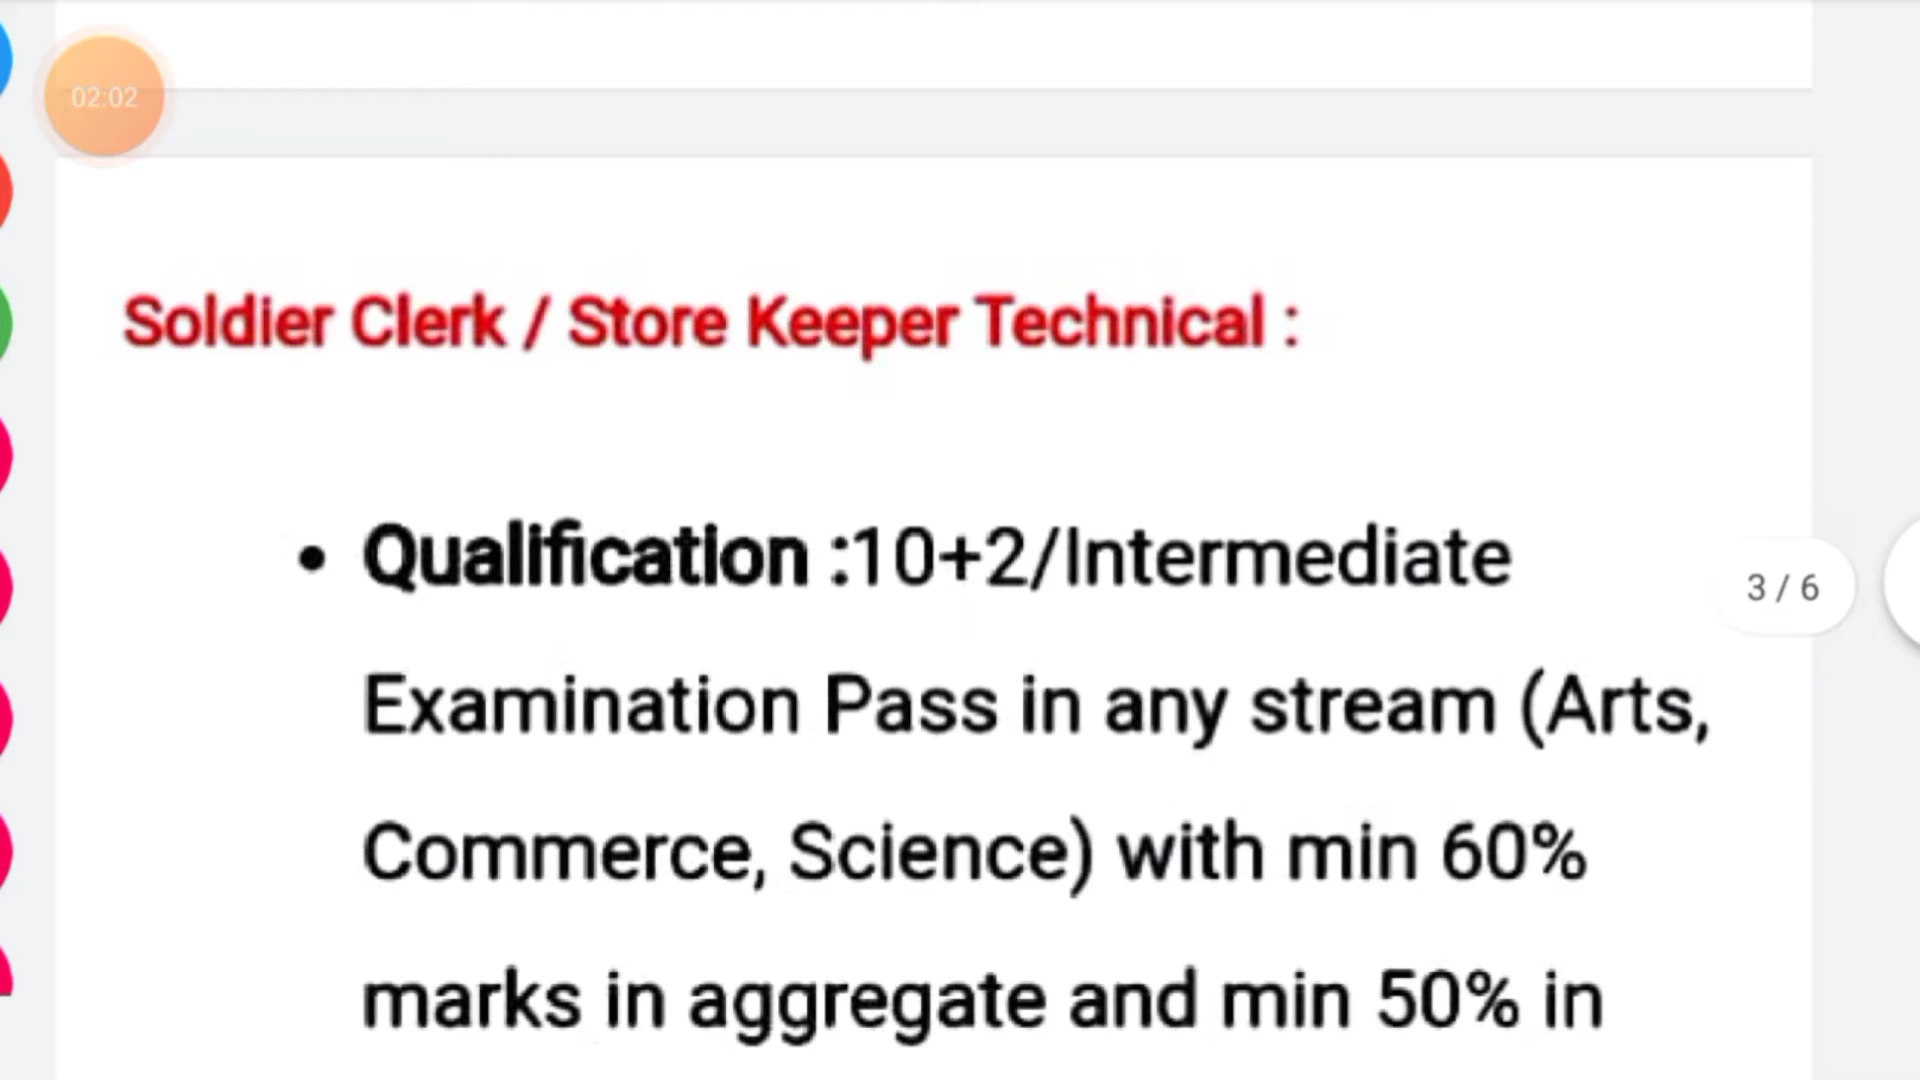 02:02
Soldier Clerk / Store Keeper Technical :
• Qualification :10+2/Intermediate
3 / 6
Examination Pass in any stream (Arts,
Commerce, Science) with min 60%
marks in aggregate and min 50% in